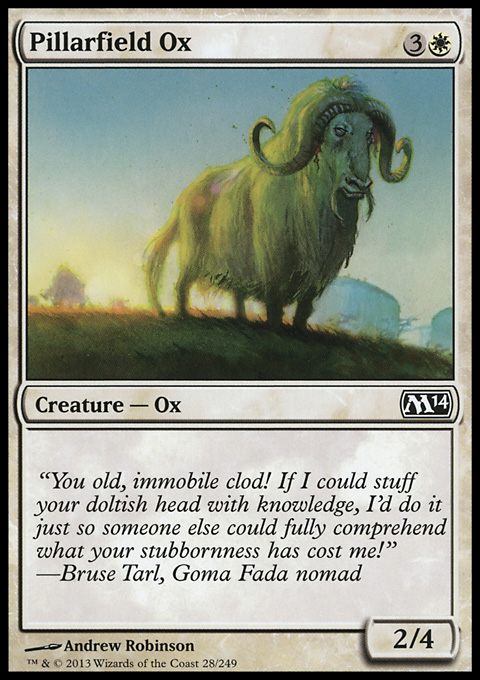 Pillarfield Ox 3
Creature — Ox M14
“You old, immobile clod! If I could stuff
your doltish head with knowledge, I’d do it
just so someone else could fully comprehend
what your stubbornness has cost me!”
—Bruse Tarl, Goma Fada nomad
Andrew Robinson
2/4
™ & © 2013 Wizards of the Coast 28/249